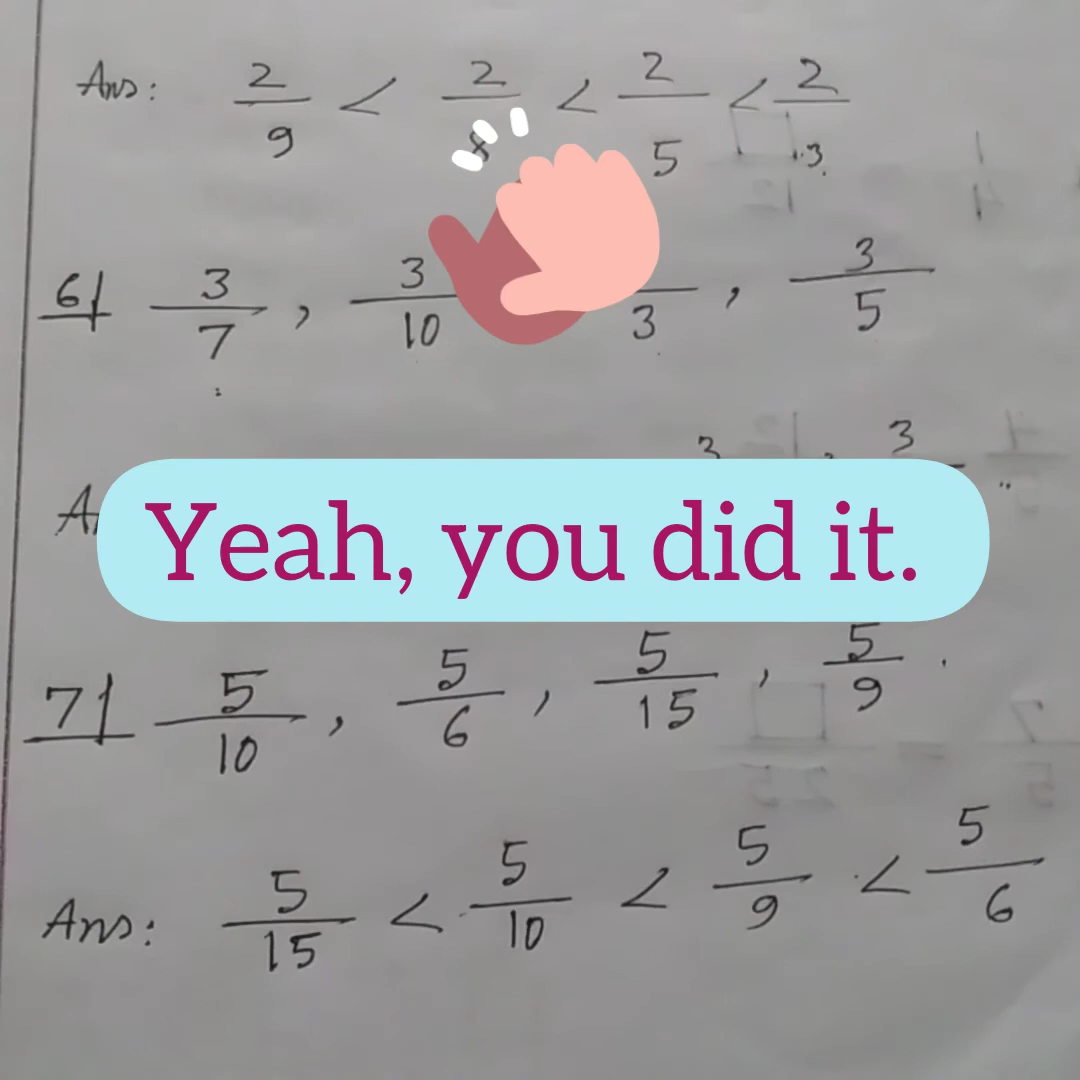 Ans: 2/9 < 2/8 < 2/5 < 2/3
6) 3/7 , 3/10 /3 , 3/5
3 , 3
Yeah, you did it.
7) 5/10 , 5/6 , 5/15 , 5/9 .
Ans: 5/15 < 5/10 < 5/9 < 5/6